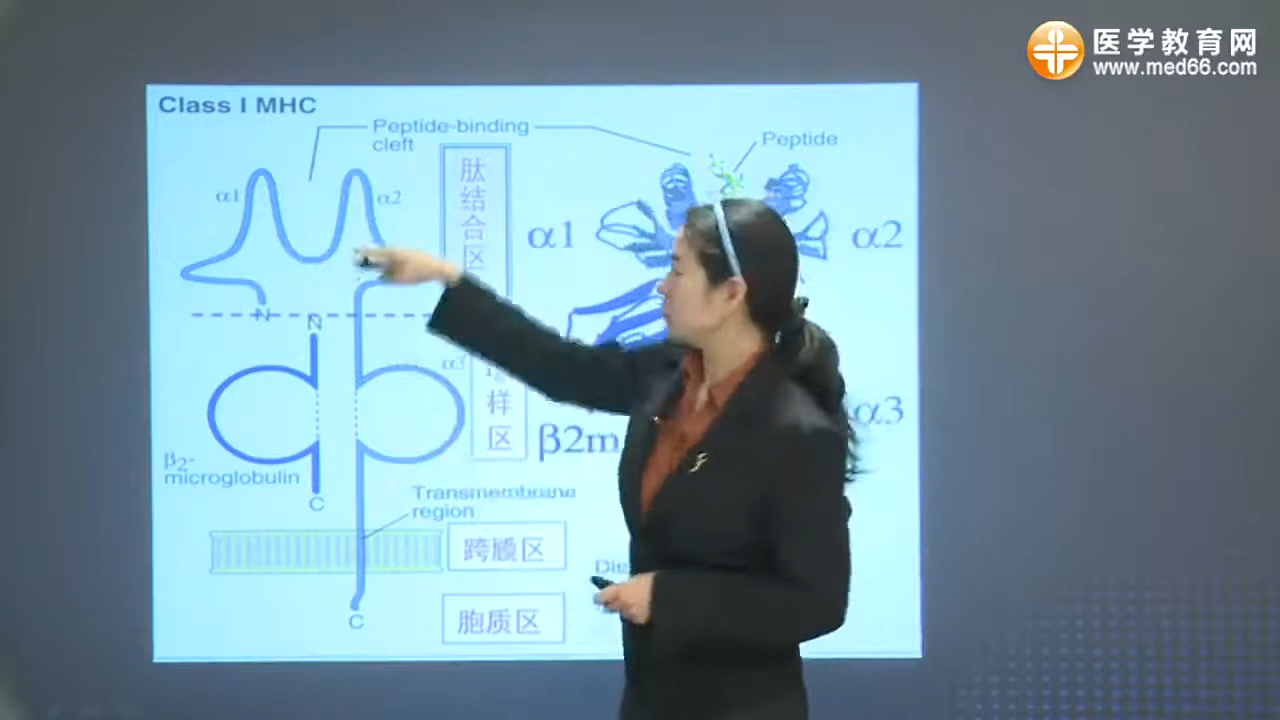 医学教育网
www.med66.com
Class I MHC
Peptide-binding
cleft
Peptide
肽
结
合
区
α1
α2
α1
α2
N
N
α3
样
区
α3
β2m
β2-
microglobulin
C
Transmembrane
region
跨膜区
胞质区
C